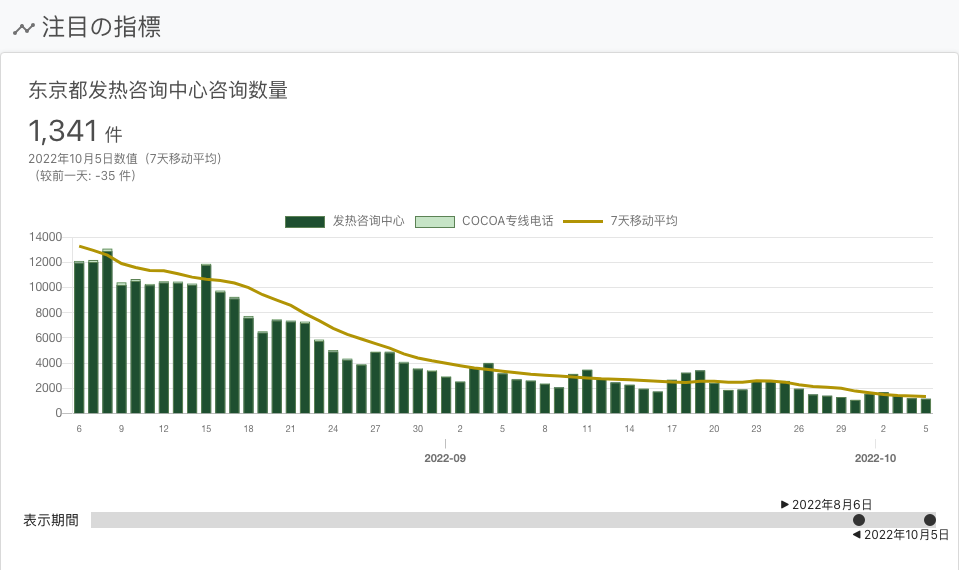 注目の指標
东京都发热咨询中心咨询数量
1,341 件
2022年10月5日数值（7天移动平均）
（较前一天: -35 件）
发热咨询中心 COCOA专线电话 7天移动平均
14000
12000
10000
8000
6000
4000
2000
0
6 9 12 15 18 21 24 27 30 2 5 8 11 14 17 20 23 26 29 2 5
2022-09 2022-10
▶ 2022年8月6日
表示期間
◀ 2022年10月5日